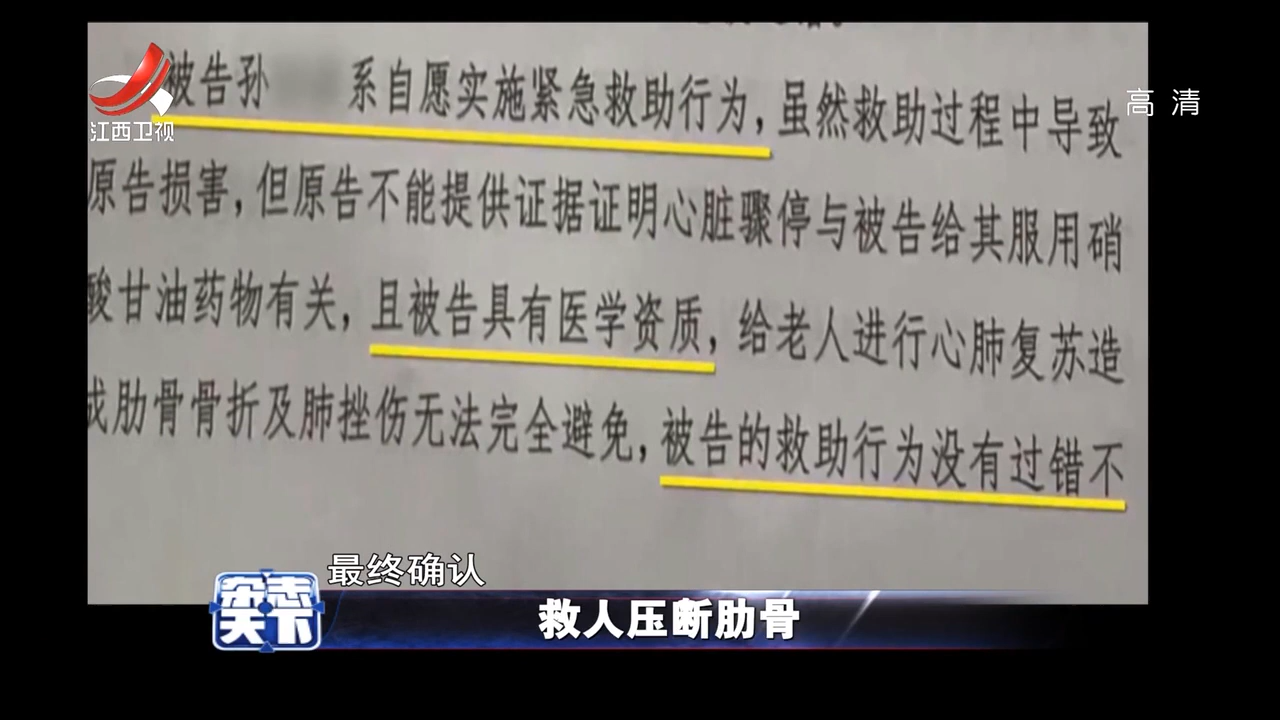 被告孙 系自愿实施紧急救助行为,虽然救助过程中导致
江西卫视
高清
原告损害,但原告不能提供证据证明心脏骤停与被告给其服用硝
酸甘油药物有关,且被告具有医学资质,给老人进行心肺复苏造
成肋骨骨折及肺挫伤无法完全避免,被告的救助行为没有过错不
最终确认
杂志天下
救人压断肋骨